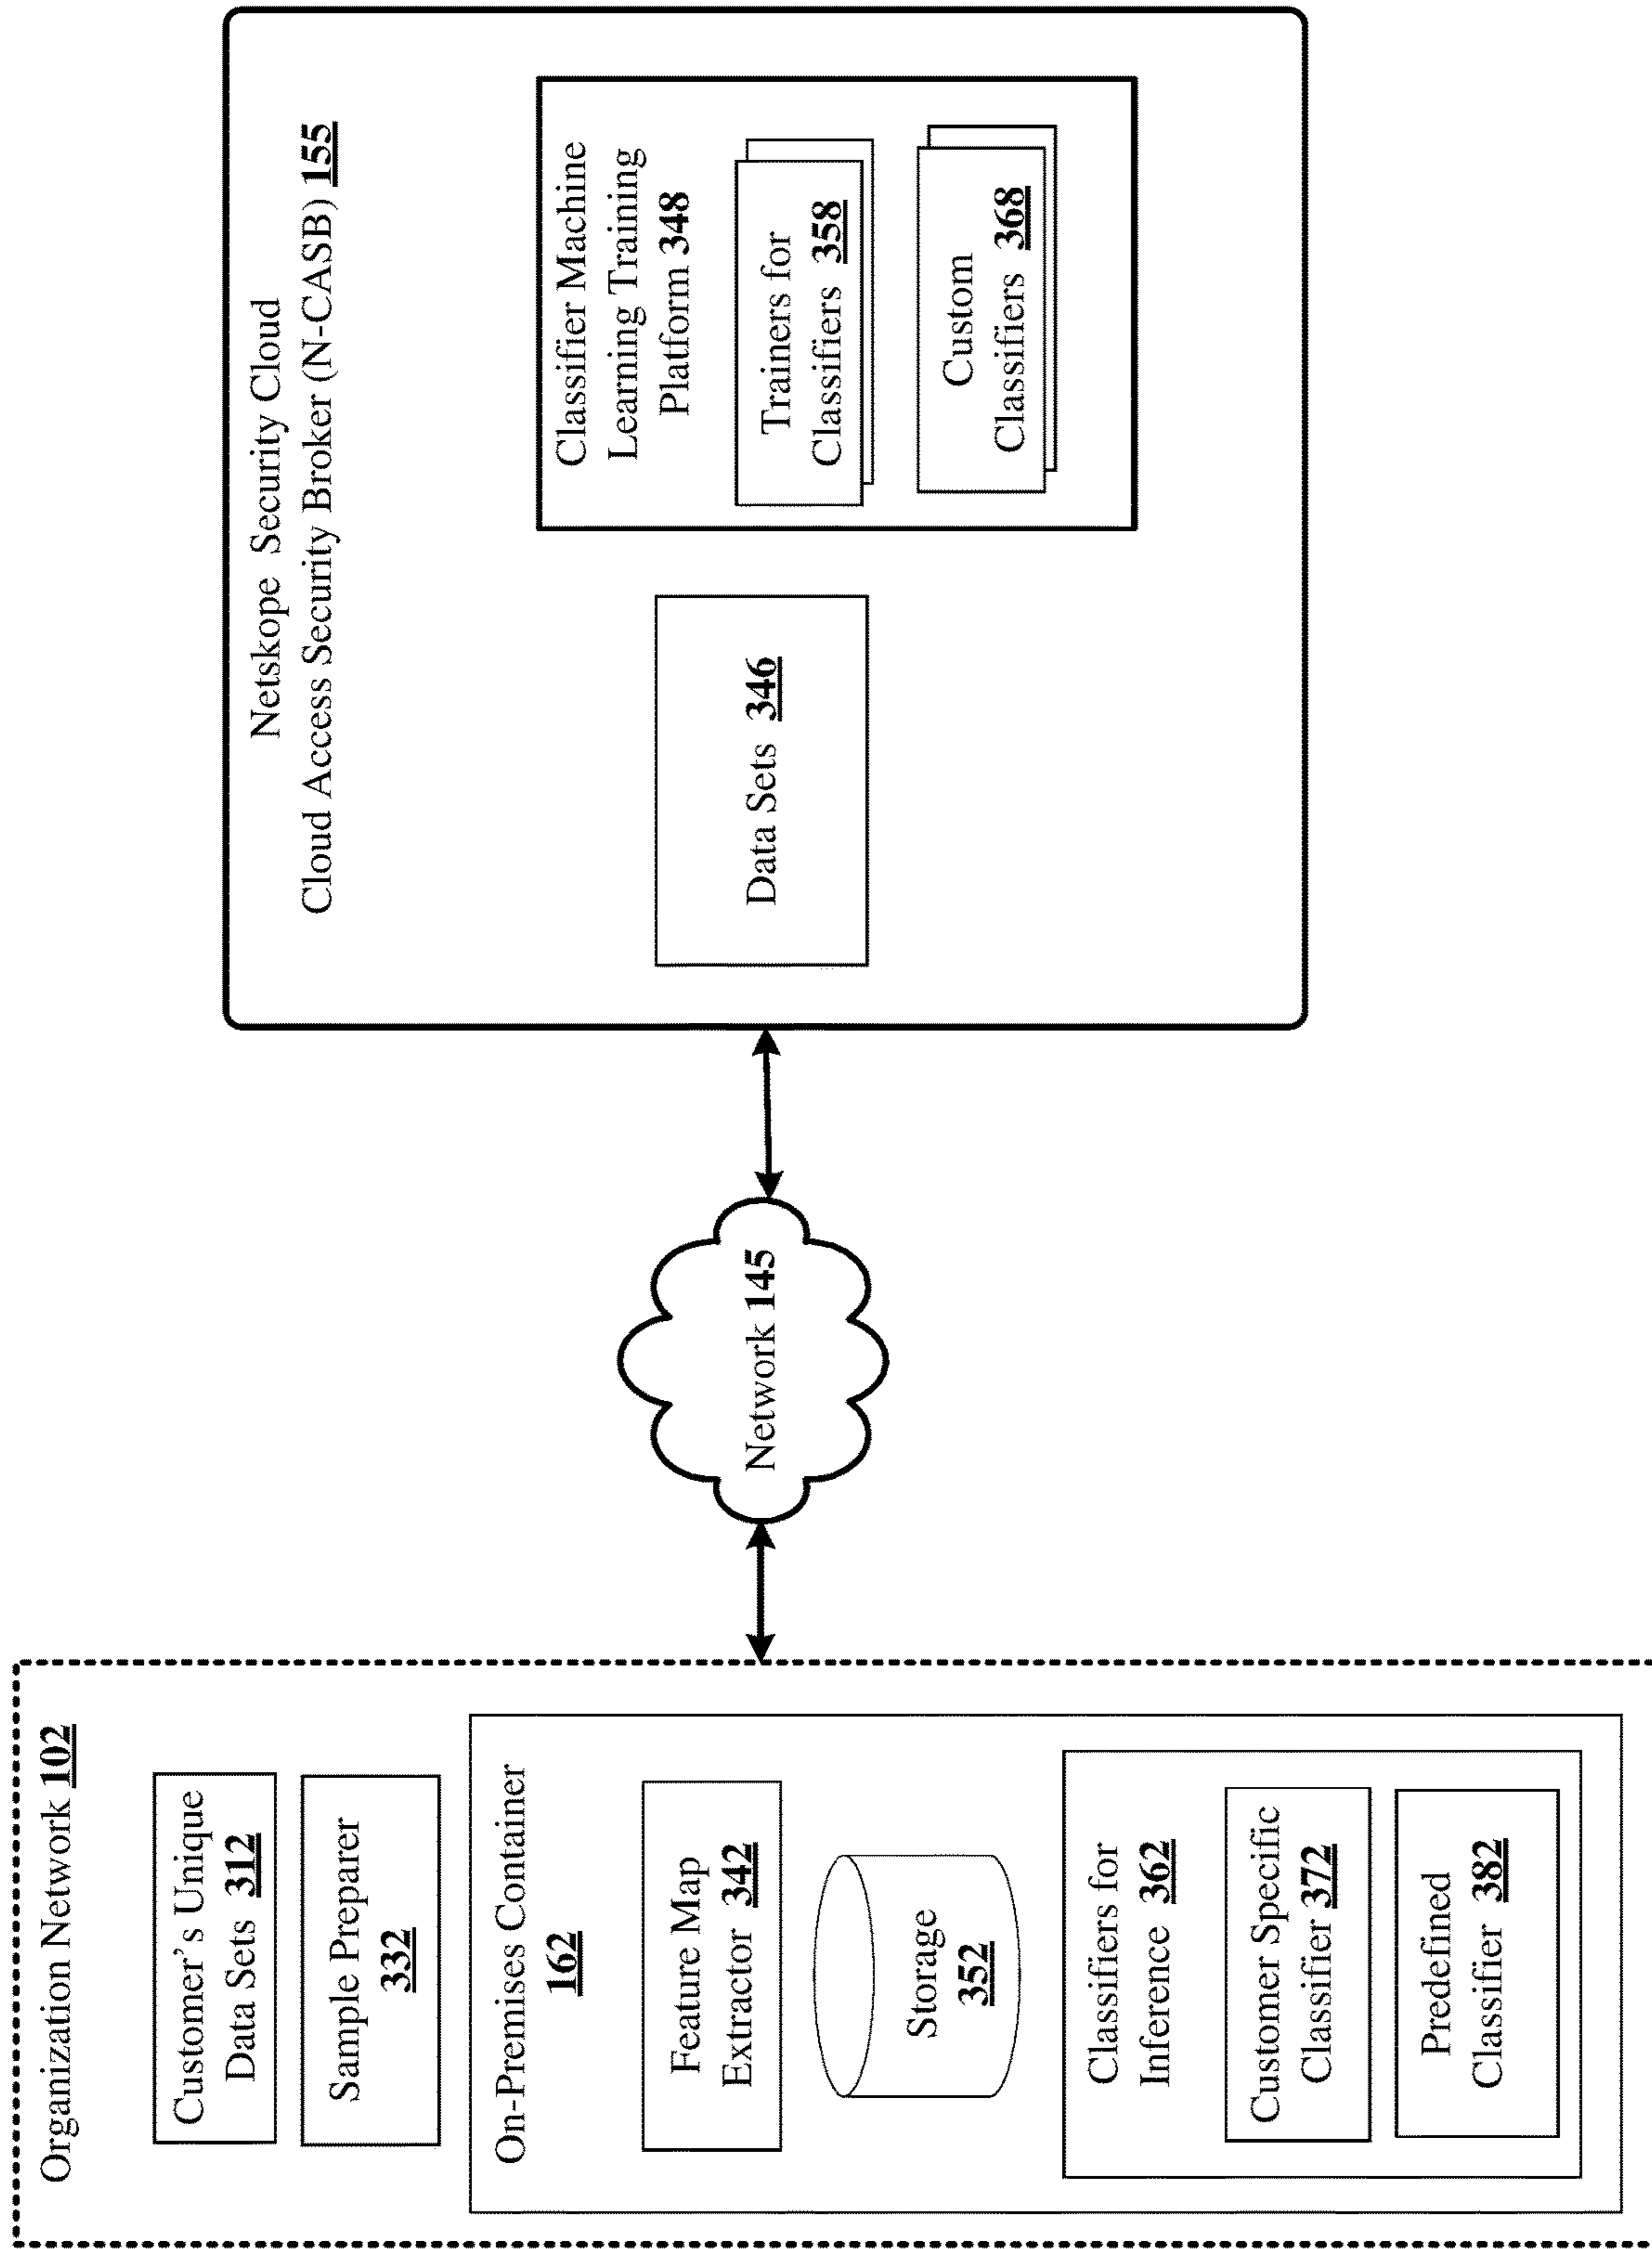 Organization Network 102
Customer's Unique
Data Sets 312
Sample Preparer
332
On-Premises Container
162
Feature Map
Extractor 342
Storage
352
Classifiers for
Inference 362
Customer Specific
Classifier 372
Predefined
Classifier 382
Network 145
Netskope Security Cloud
Cloud Access Security Broker (N-CASB) 155
Data Sets 346
Classifier Machine
Learning Training
Platform 348
Trainers for
Classifiers 358
Custom
Classifiers 368